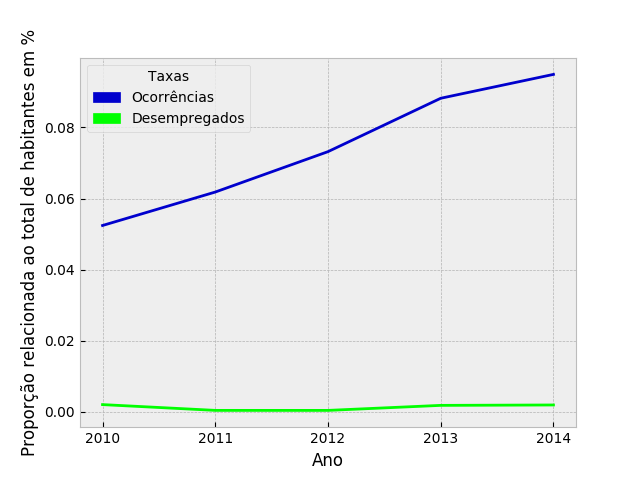 Proporção relacionada ao total de habitantes em %
Taxas
Ocorrências
Desempregados
0.08
0.06
0.04
0.02
0.00
2010 2011 2012 2013 2014
Ano